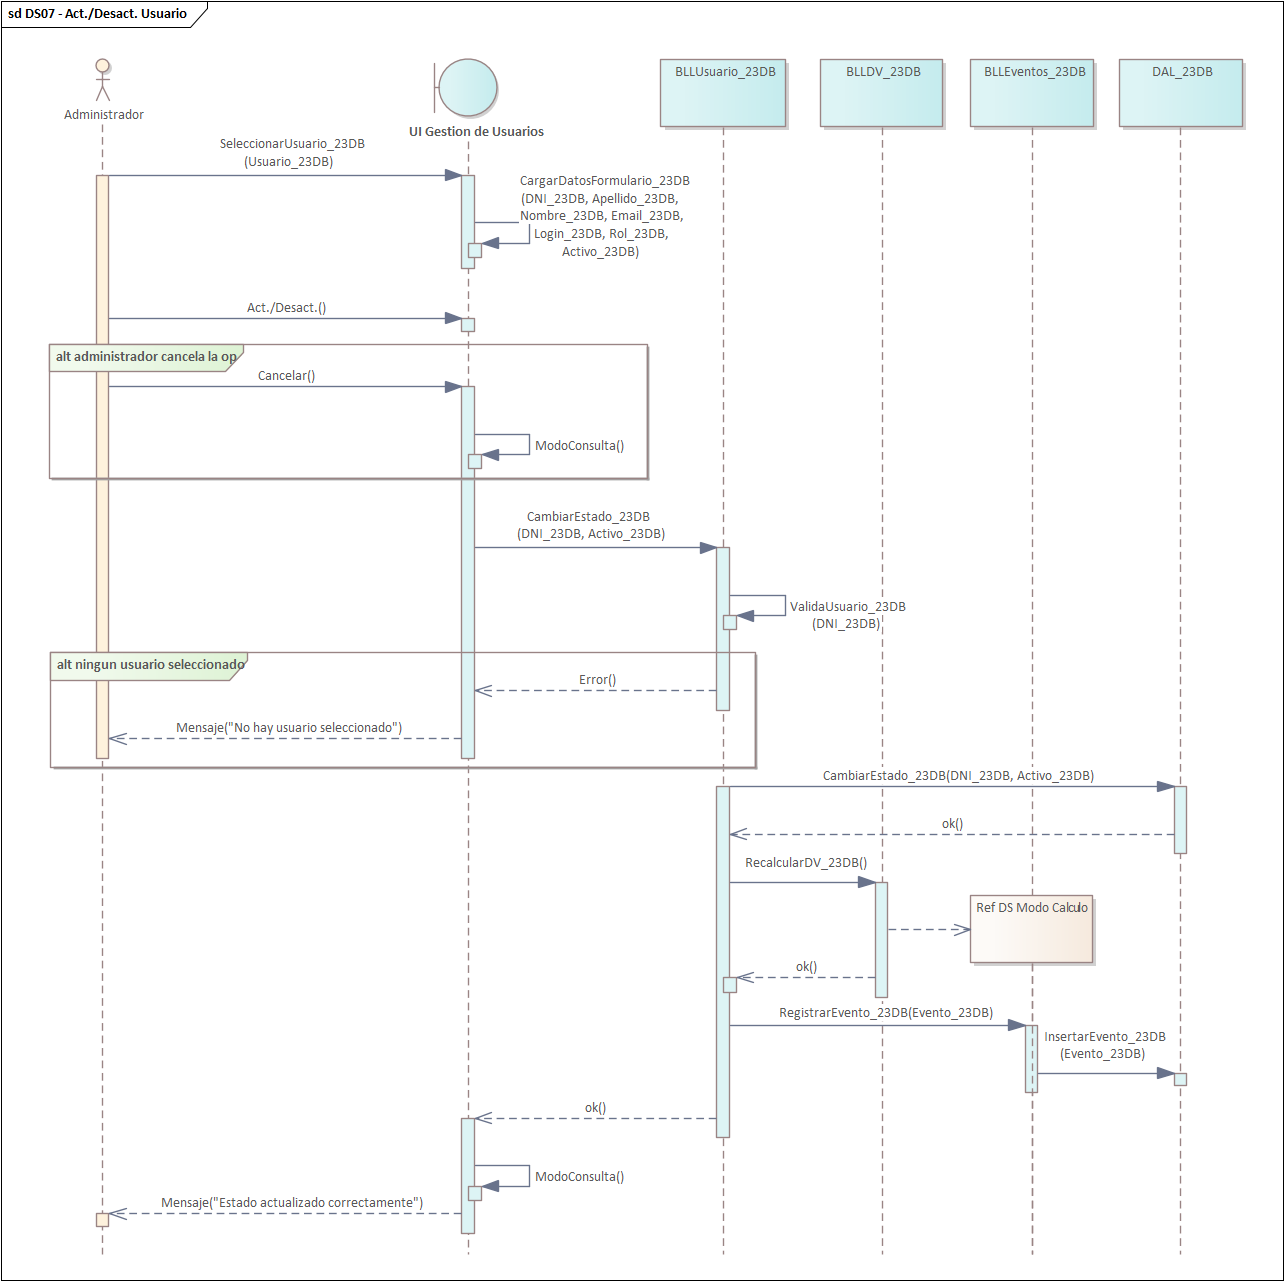 sd DS07 - Act./Desact. Usuario
Administrador
UI Gestion de Usuarios
BLLUsuario_23DB
BLLDV_23DB
BLLEventos_23DB
DAL_23DB
SeleccionarUsuario_23DB
(Usuario_23DB)
CargarDatosFormulario_23DB
(DNI_23DB, Apellido_23DB,
Nombre_23DB, Email_23DB,
Login_23DB, Rol_23DB,
Activo_23DB)
Act./Desact.()
alt administrador cancela la op
Cancelar()
ModoConsulta()
CambiarEstado_23DB
(DNI_23DB, Activo_23DB)
ValidaUsuario_23DB
(DNI_23DB)
alt ningun usuario seleccionado
Error()
Mensaje("No hay usuario seleccionado")
CambiarEstado_23DB(DNI_23DB, Activo_23DB)
ok()
RecalcularDV_23DB()
Ref DS Modo Calculo
ok()
RegistrarEvento_23DB(Evento_23DB)
InsertarEvento_23DB
(Evento_23DB)
ok()
ModoConsulta()
Mensaje("Estado actualizado correctamente")